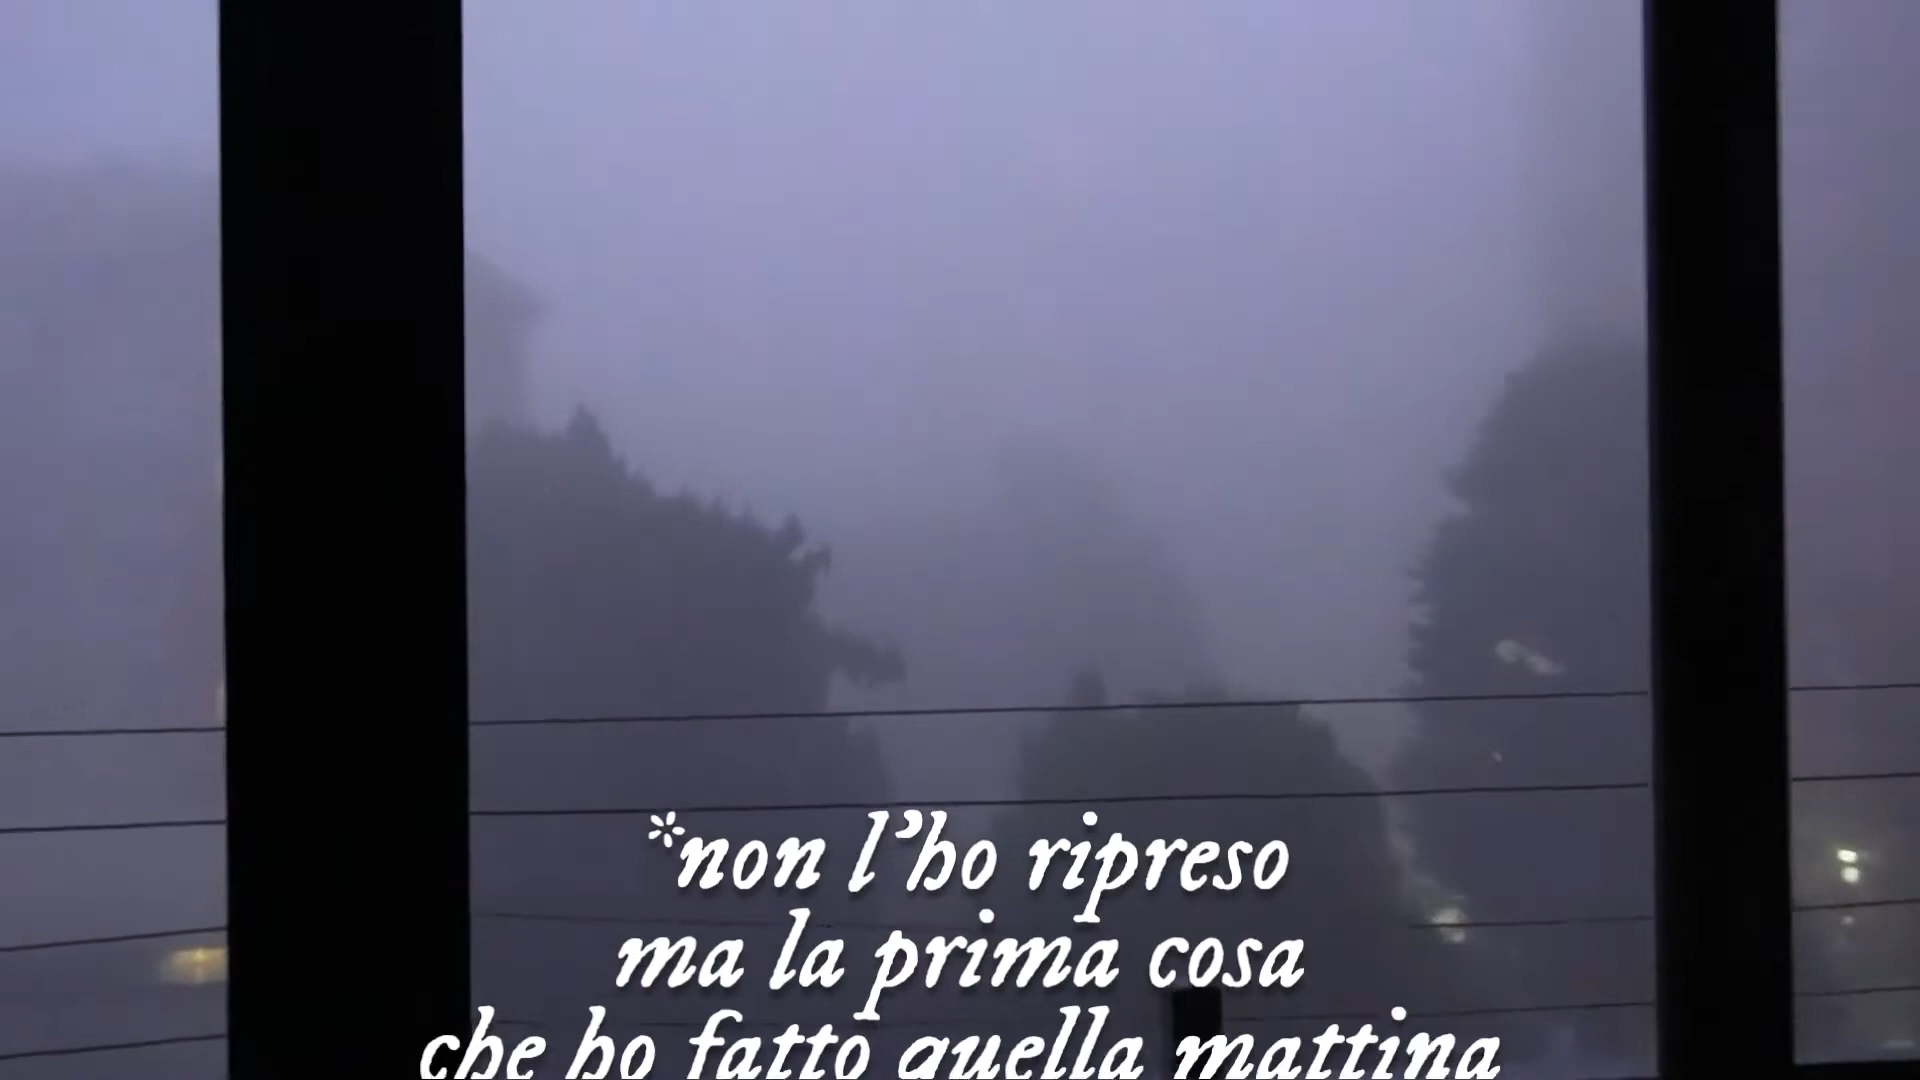 *non l'ho ripreso
ma la prima cosa
che ho fatto quella mattina